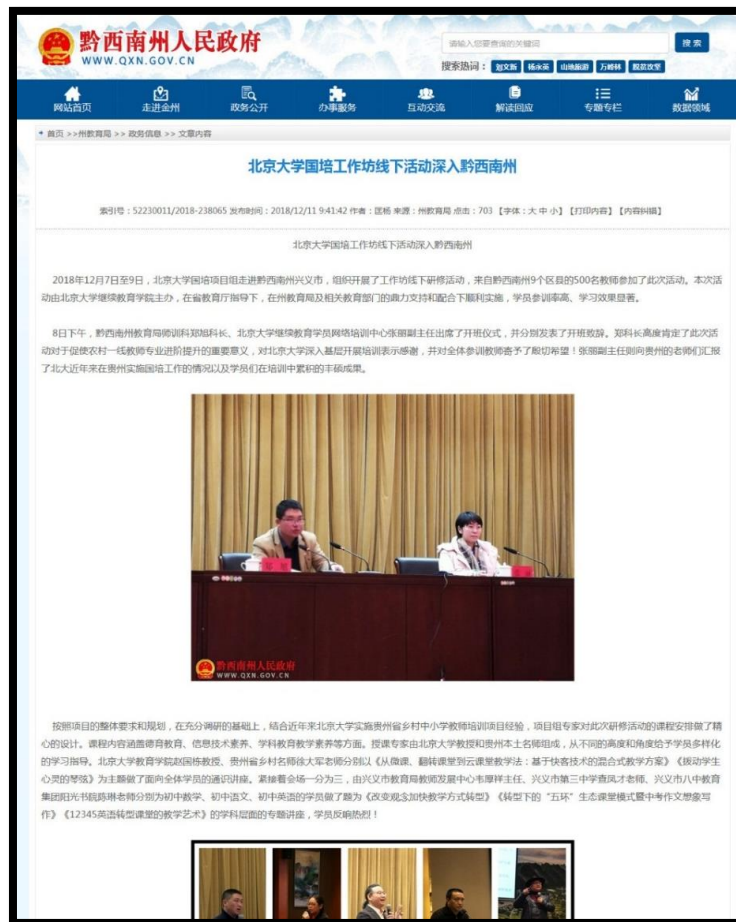 黔西南州人民政府
WWW.QXN.GOV.CN
请输入您要查询的关键词
搜索
搜索热词：
刘文新 杨永英 山地旅游 万峰林 脱贫攻坚
网站首页 走进金州 政务公开 办事服务 互动交流 解读回应 专题专栏 数据领域
首页 >>州教育局 >> 政务信息 >> 文章内容
北京大学国培工作坊线下活动深入黔西南州
索引号：52230011/2018-238065 发布时间：2018/12/11 9:41:42 作者：匡杨 来源：州教育局 点击：703 【字体：大 中 小】【打印内容】【内容纠错】
北京大学国培工作坊线下活动深入黔西南州
2018年12月7日至9日，北京大学国培项目组走进黔西南州兴义市，组织开展了工作坊线下研修活动，来自黔西南州9个区县的500名教师参加了此次活动。本次活
动由北京大学继续教育学院主办，在省教育厅指导下，在州教育局及相关教育部门的鼎力支持和配合下顺利实施，学员参训率高、学习效果显著。
8日下午，黔西南州教育局师训科郑旭科长、北京大学继续教育学员网络培训中心张丽副主任出席了开班仪式，并分别发表了开班致辞。郑科长高度肯定了此次活
动对于促使农村一线教师专业进阶提升的重要意义，对北京大学深入基层开展培训表示感谢，并对全体参训教师寄予了殷切希望！张丽副主任则向贵州的老师们汇报
了北大近年来在贵州实施国培工作的情况以及学员们在培训中累积的丰硕成果。
黔西南州人民政府
WWW.QXN.GOV.CN
按照项目的整体要求和规划，在充分调研的基础上，结合近年来北京大学实施贵州省乡村中小学教师培训项目经验，项目组专家对此次研修活动的课程安排做了精
心的设计。课程内容涵盖德育教育、信息技术素养、学科教育教学素养等方面。授课专家由北京大学教授和贵州本土名师组成，从不同的高度和角度给予学员多样化
的学习指导。北京大学教育学院赵国栋教授、贵州省乡村名师徐大军老师分别以《从微课、翻转课堂到云课堂教学法：基于快客技术的混合式教学方案》《拨动学生
心灵的琴弦》为主题做了面向全体学员的通识讲座。紧接着会场一分为三，由兴义市教育局教师发展中心韦厚祥主任、兴义市第三中学查凤才老师、兴义市八中教育
集团阳光书院陈琳老师分别为初中数学、初中语文、初中英语的学员做了题为《改变观念加快教学方式转型》《转型下的“五环”生态课堂模式暨中考作文想象写
作》《12345英语转型课堂的教学艺术》的学科层面的专题讲座，学员反响热烈！